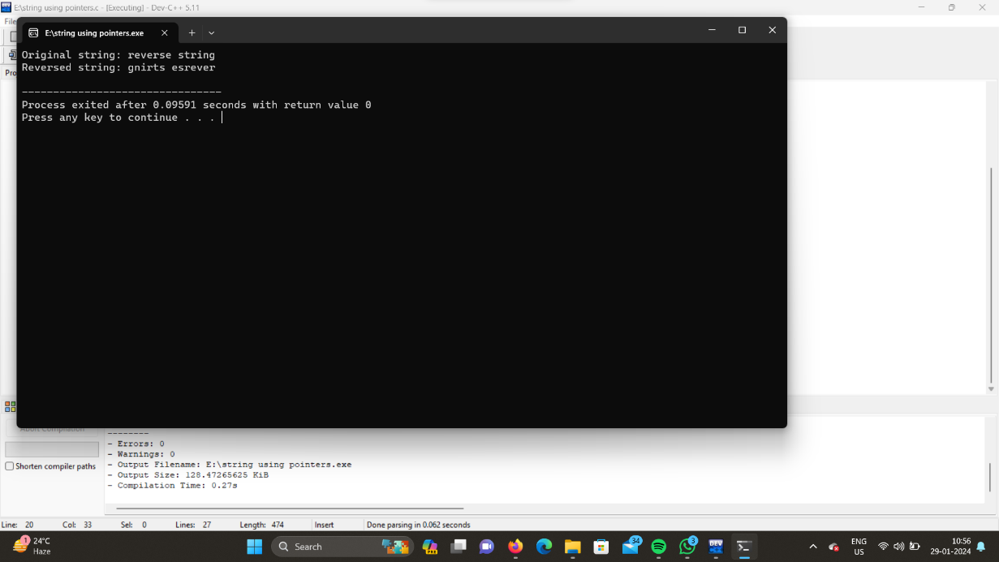 E:\string using pointers.c - [Executing] - Dev-C++ 5.11
File
E:\string using pointers.exe
Original string: reverse string
Reversed string: gnirts esrever
--------------------------------
Process exited after 0.09591 seconds with return value 0
Press any key to continue . . .
Abort Compilation
--------
- Errors: 0
- Warnings: 0
- Output Filename: E:\string using pointers.exe
- Output Size: 128.47265625 KiB
- Compilation Time: 0.27s
Shorten compiler paths
Line: 20 Col: 33 Sel: 0 Lines: 27 Length: 474 Insert Done parsing in 0.062 seconds
1
24°C
Haze
Search
PRE
34
3
DEV
ENG
US
10:56
29-01-2024